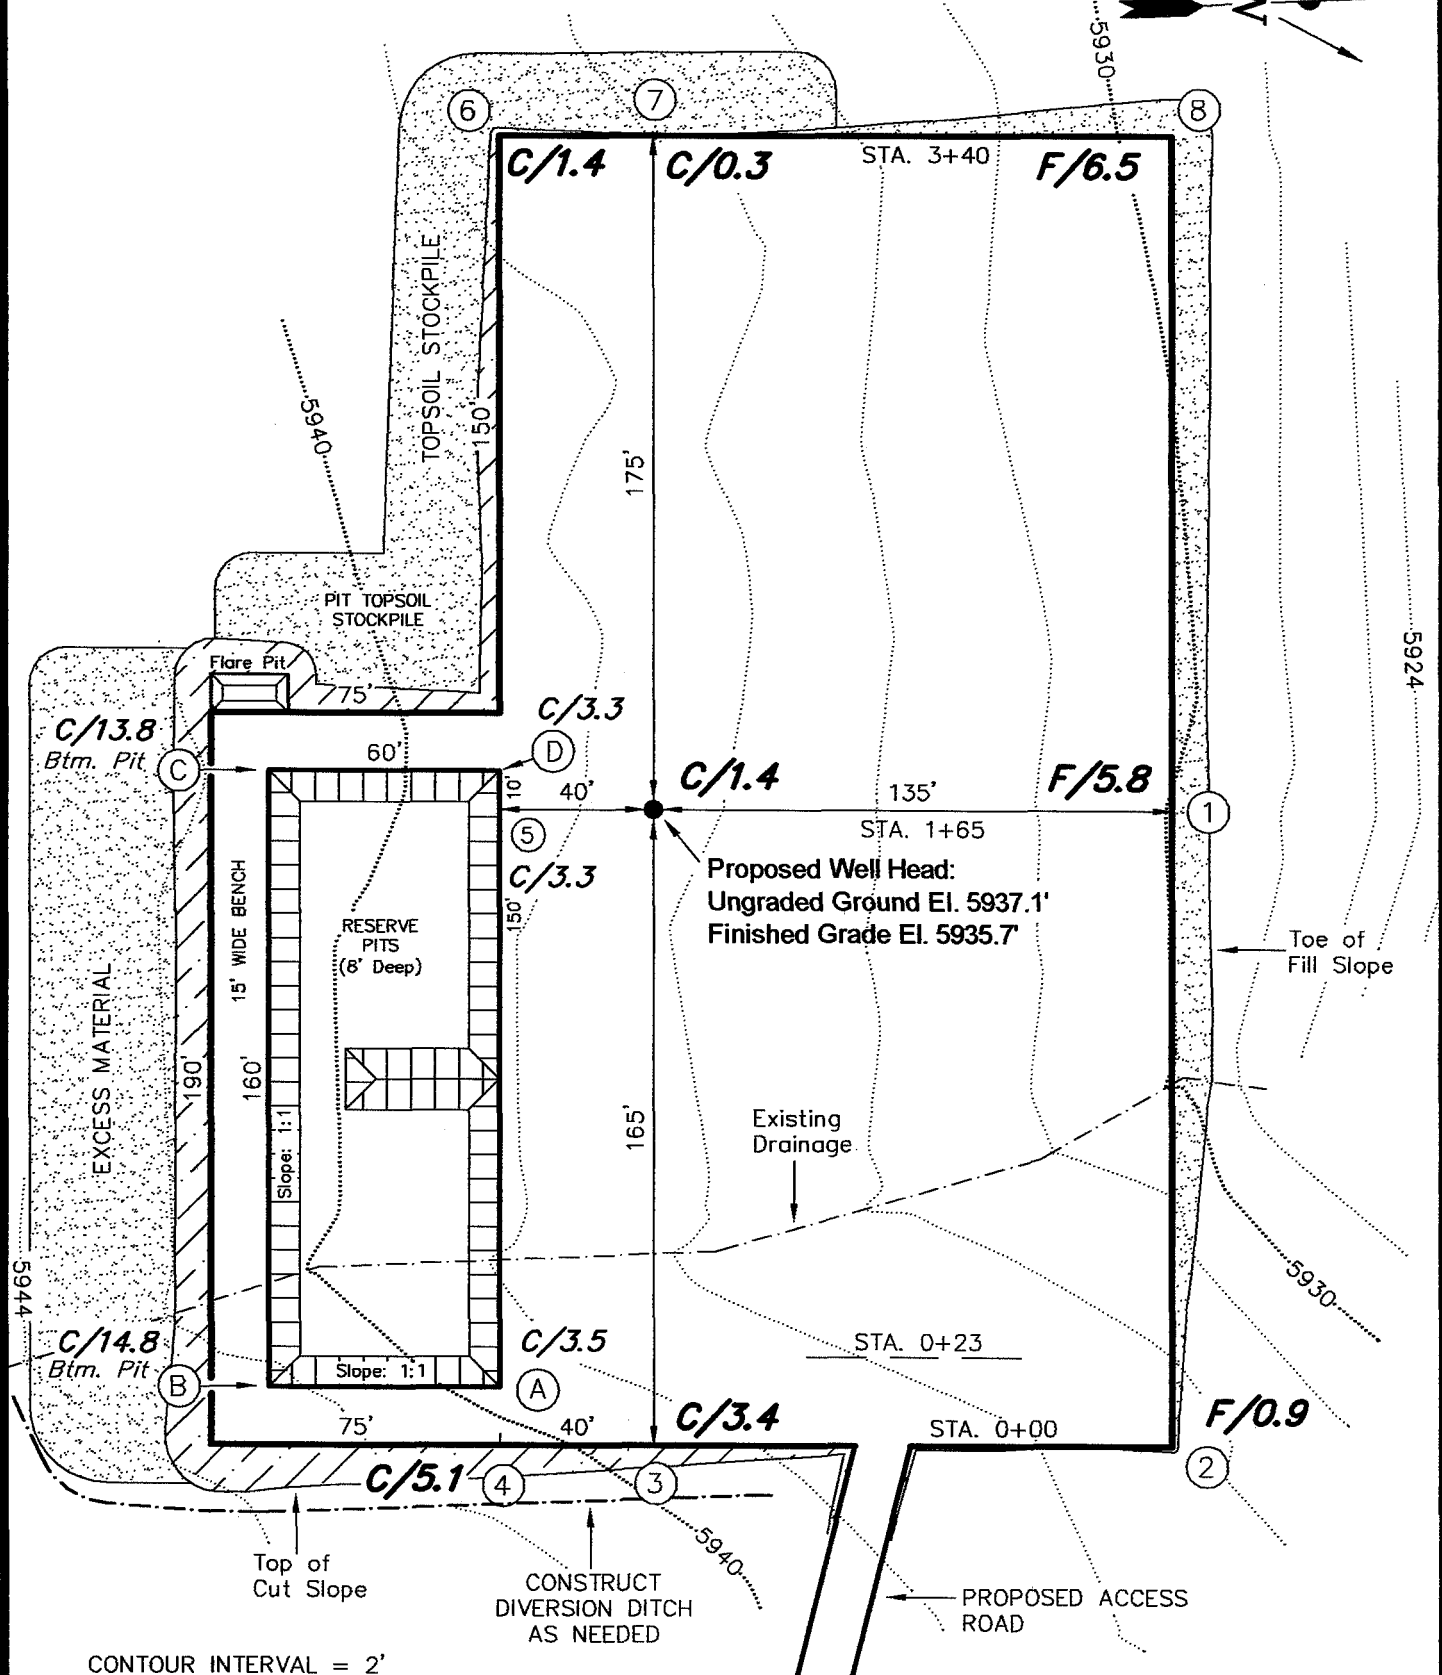 V
5930
6
7
8
C/1.4
C/0.3
STA. 3+40
F/6.5
TOPSOIL STOCKPILE
150'
5940
175'
PIT TOPSOIL
STOCKPILE
5924
Flare Pit
75'
C/13.8
Btm. Pit
C
60'
C/3.3
D
10'
40'
C/1.4
135'
F/5.8
1
5
STA. 1+65
C/3.3
150'
Proposed Well Head:
Ungraded Ground El. 5937.1'
Finished Grade El. 5935.7'
15' WIDE BENCH
RESERVE
PITS
(8' Deep)
Toe of
Fill Slope
EXCESS MATERIAL
190'
160'
Slope: 1:1
165'
Existing
Drainage
5944
5930
C/14.8
Btm. Pit
B
Slope: 1:1
C/3.5
A
STA. 0+23
75'
40'
C/3.4
STA. 0+00
F/0.9
2
C/5.1
4
3
5940
Top of
Cut Slope
CONSTRUCT
DIVERSION DITCH
AS NEEDED
PROPOSED ACCESS
ROAD
CONTOUR INTERVAL = 2'